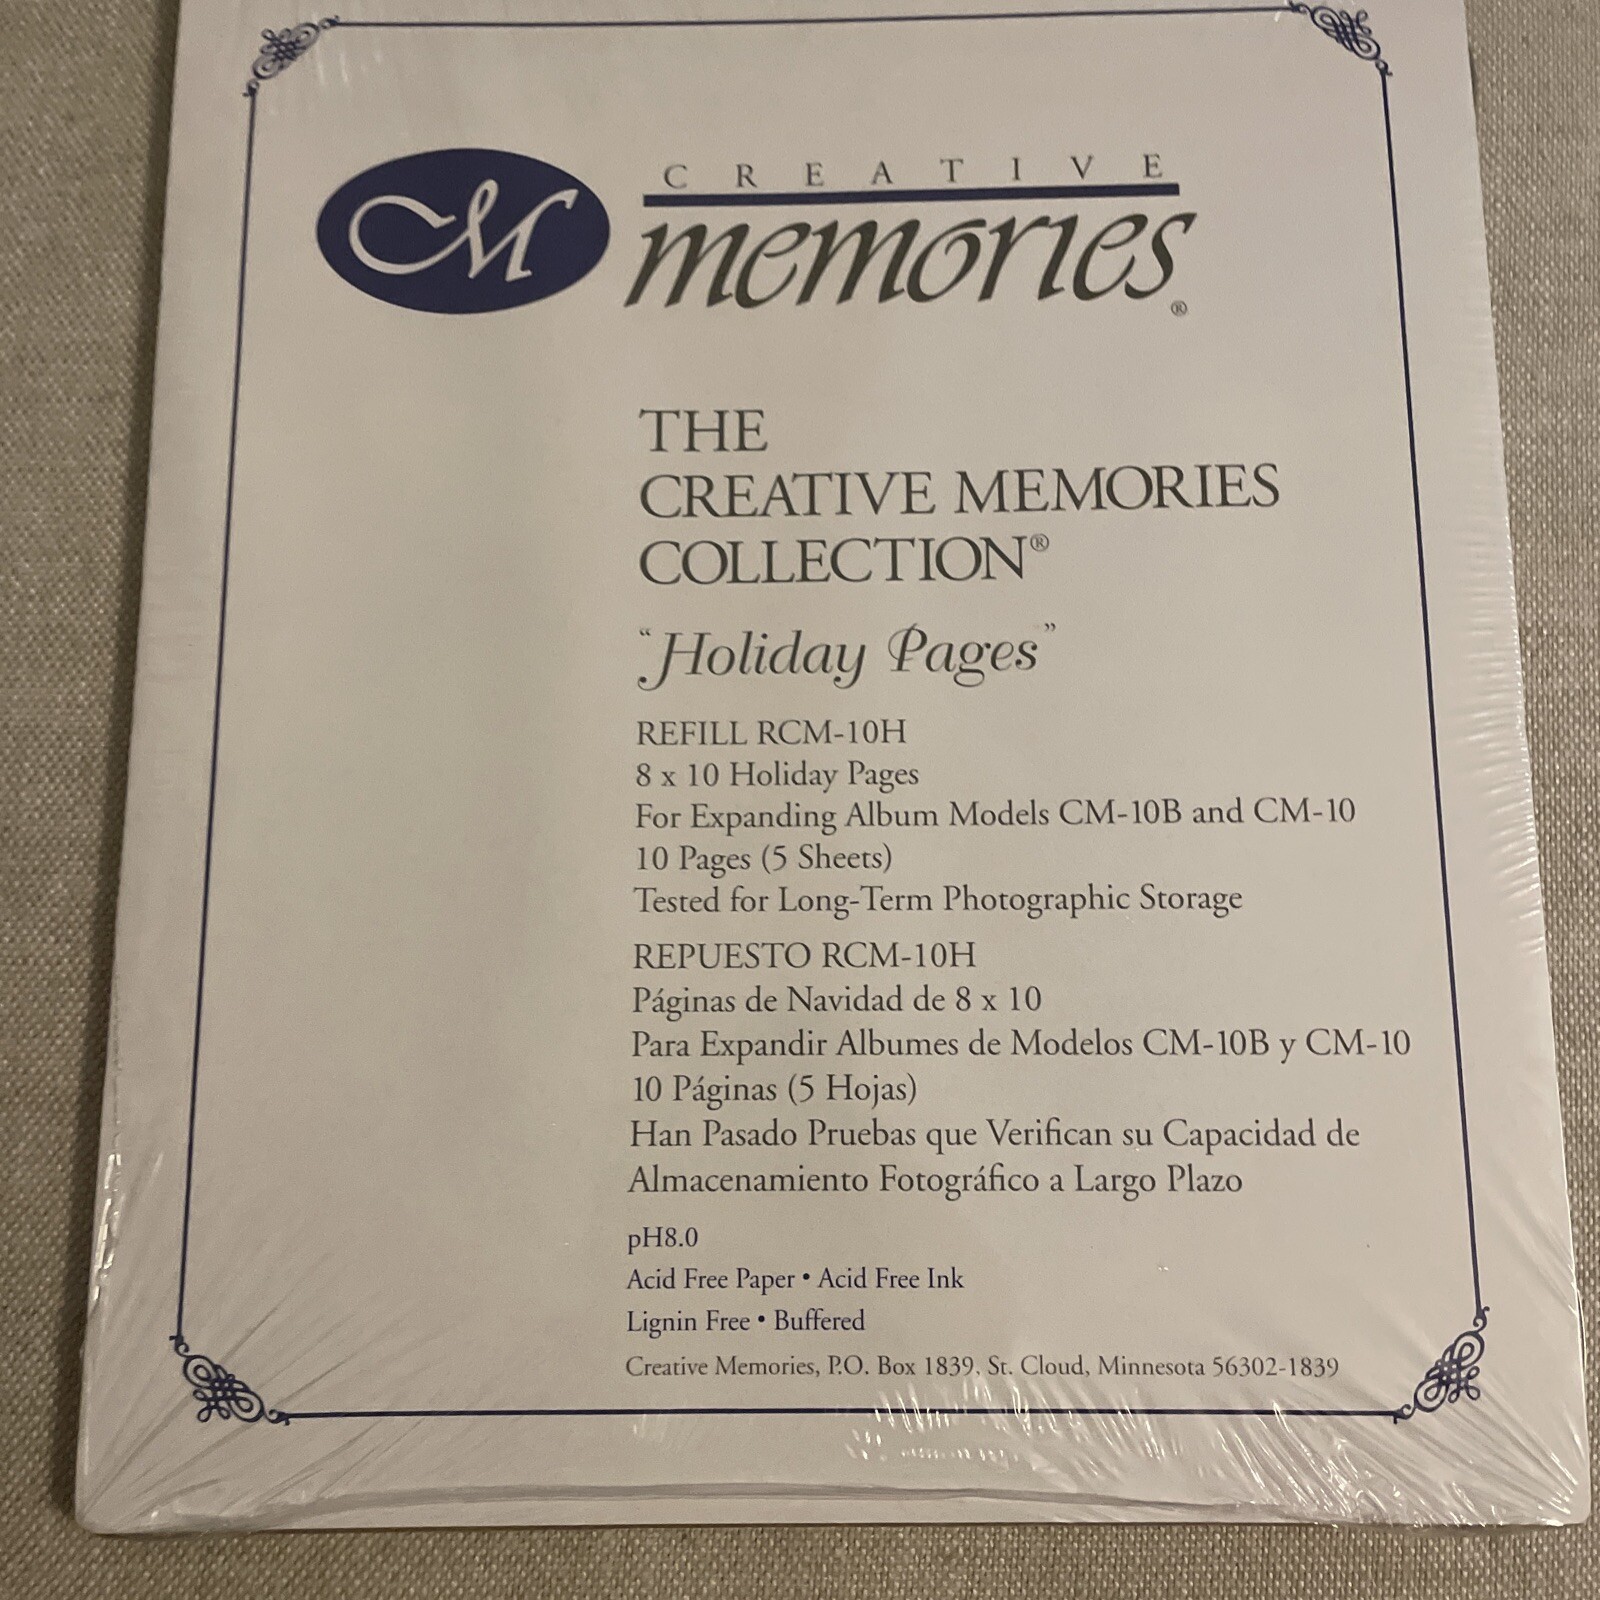 CM
CREATIVE
memories®
THE
CREATIVE MEMORIES
COLLECTION®
"Holiday Pages"
REFILL RCM-10H
8 x 10 Holiday Pages
For Expanding Album Models CM-10B and CM-10
10 Pages (5 Sheets)
Tested for Long-Term Photographic Storage
REPUESTO RCM-10H
Páginas de Navidad de 8 x 10
Para Expandir Albumes de Modelos CM-10B y CM-10
10 Páginas (5 Hojas)
Han Pasado Pruebas que Verifican su Capacidad de
Almacenamiento Fotográfico a Largo Plazo
pH8.0
Acid Free Paper • Acid Free Ink
Lignin Free • Buffered
Creative Memories, P.O. Box 1839, St. Cloud, Minnesota 56302-1839